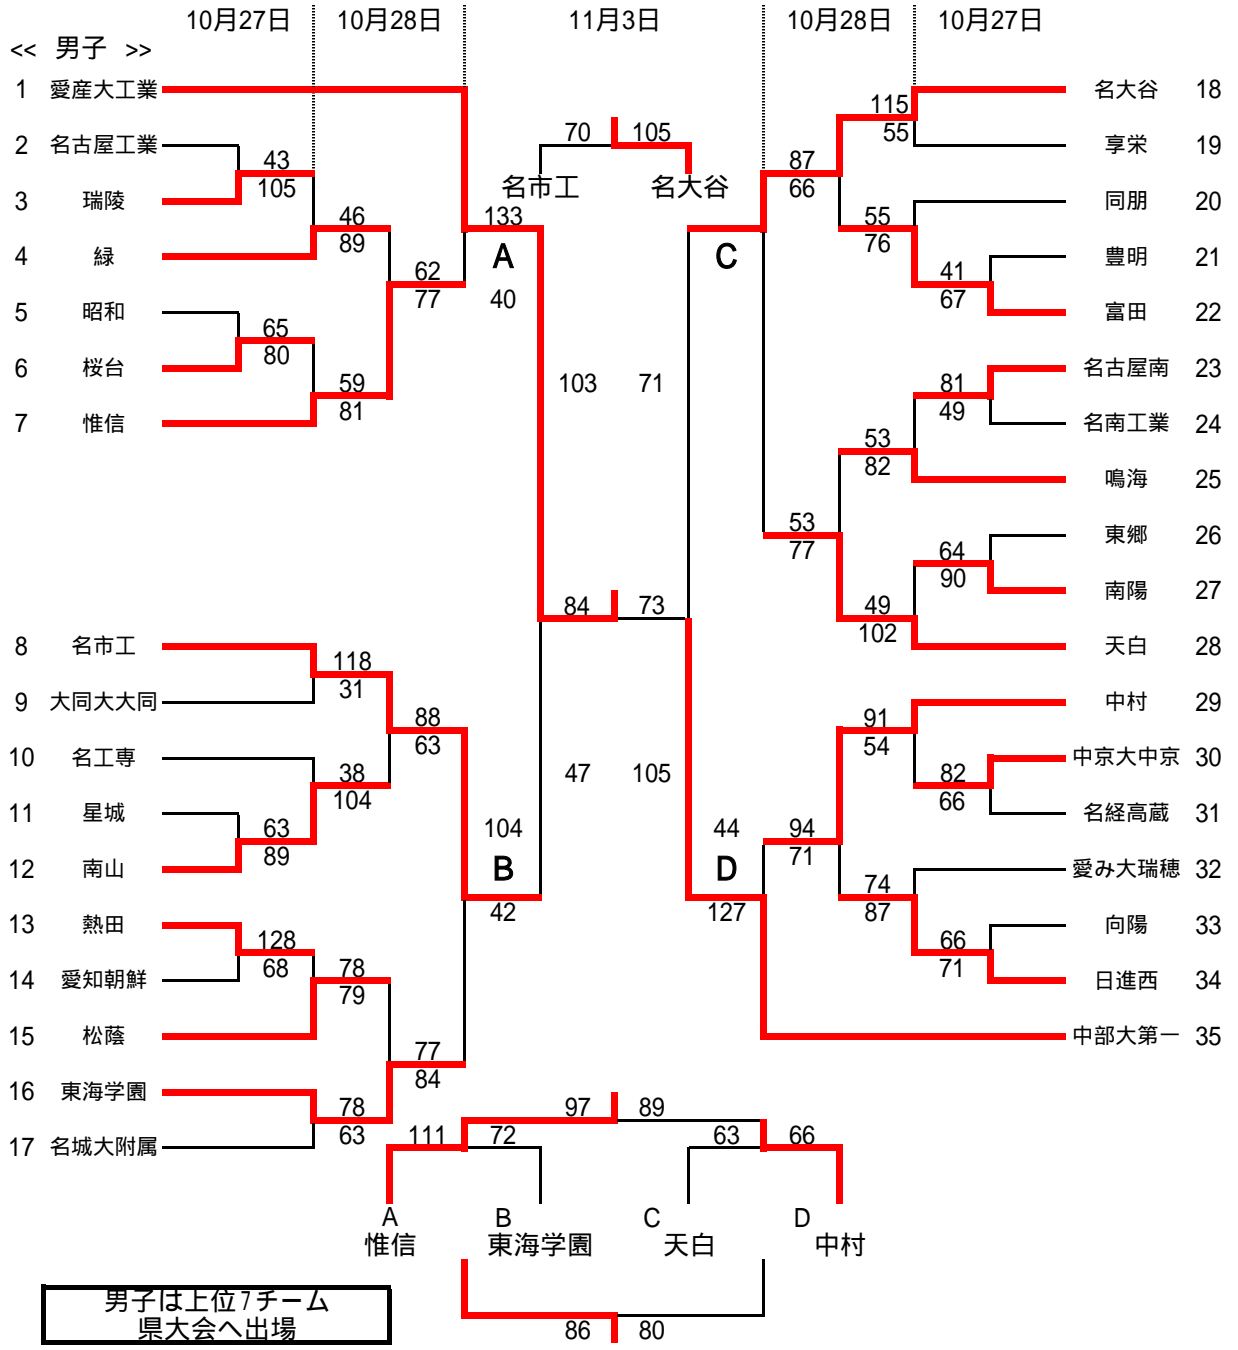 10月27日 10月28日 11月3日 10月28日 10月27日
<< 男子 >>
1 愛産大工業
2 名古屋工業
43
105
3 瑞陵
46
89
4 緑
62
77
5 昭和
65
80
6 桜台
59
81
7 惟信
133
A
40
70 105
名市工 名大谷
103 71
84 73
47 105
8 名市工
118
31
9 大同大大同
88
63
10 名工専
38
104
11 星城
63
89
12 南山
104
B
42
13 熱田
128
68
14 愛知朝鮮
78
79
15 松蔭
77
84
16 東海学園
78
63
17 名城大附属
名大谷 18
115
55
享栄 19
87
66
C
同朋 20
55
76
豊明 21
41
67
富田 22
名古屋南 23
81
49
名南工業 24
53
82
鳴海 25
53
77
東郷 26
64
90
南陽 27
49
102
天白 28
中村 29
91
54
中京大中京 30
82
66
名経高蔵 31
94
71
44
D
127
愛み大瑞穂 32
74
87
向陽 33
66
71
日進西 34
中部大第一 35
97 89
111 72 63 66
A B C D
惟信 東海学園 天白 中村
86 80
男子は上位7チーム
県大会へ出場